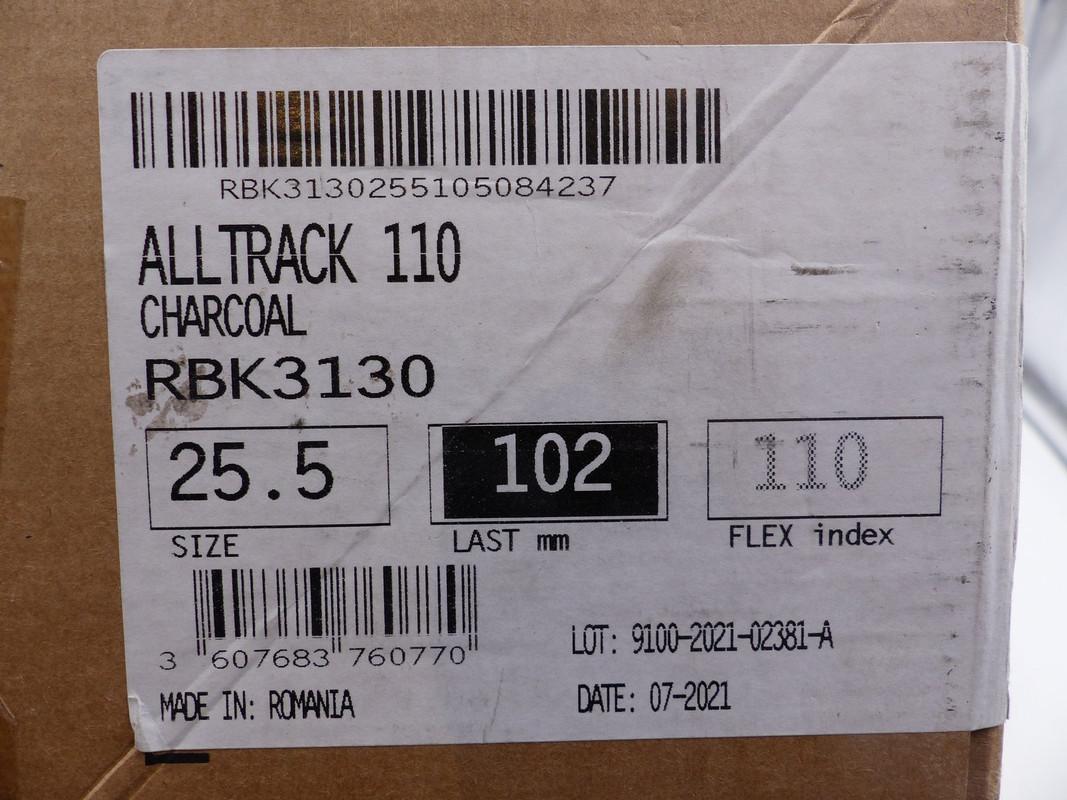 RBK3130255105084237
ALLTRACK 110
CHARCOAL
RBK3130
25.5 102 110
SIZE LAST mm FLEX index
3 607683 760770
LOT: 9100-2021-02381-A
MADE IN: ROMANIA
DATE: 07-2021